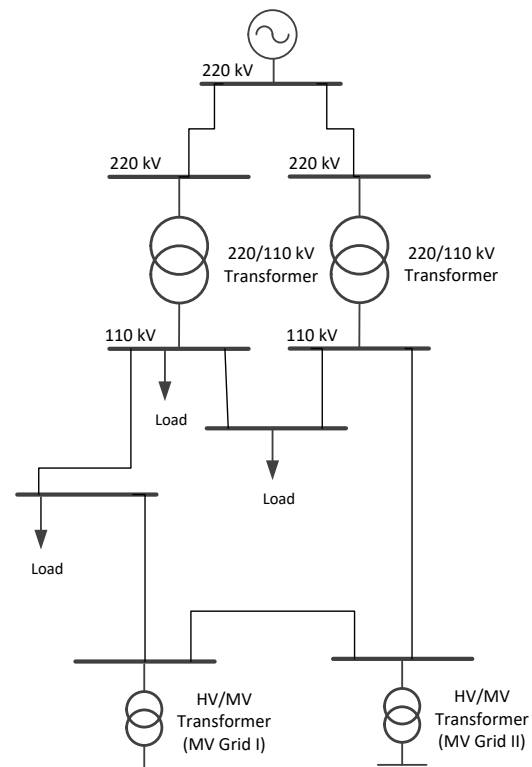 220 kV
220 kV
220 kV
220/110 kV
Transformer
220/110 kV
Transformer
110 kV
110 kV
Load
Load
Load
HV/MV
Transformer
(MV Grid I)
HV/MV
Transformer
(MV Grid II)